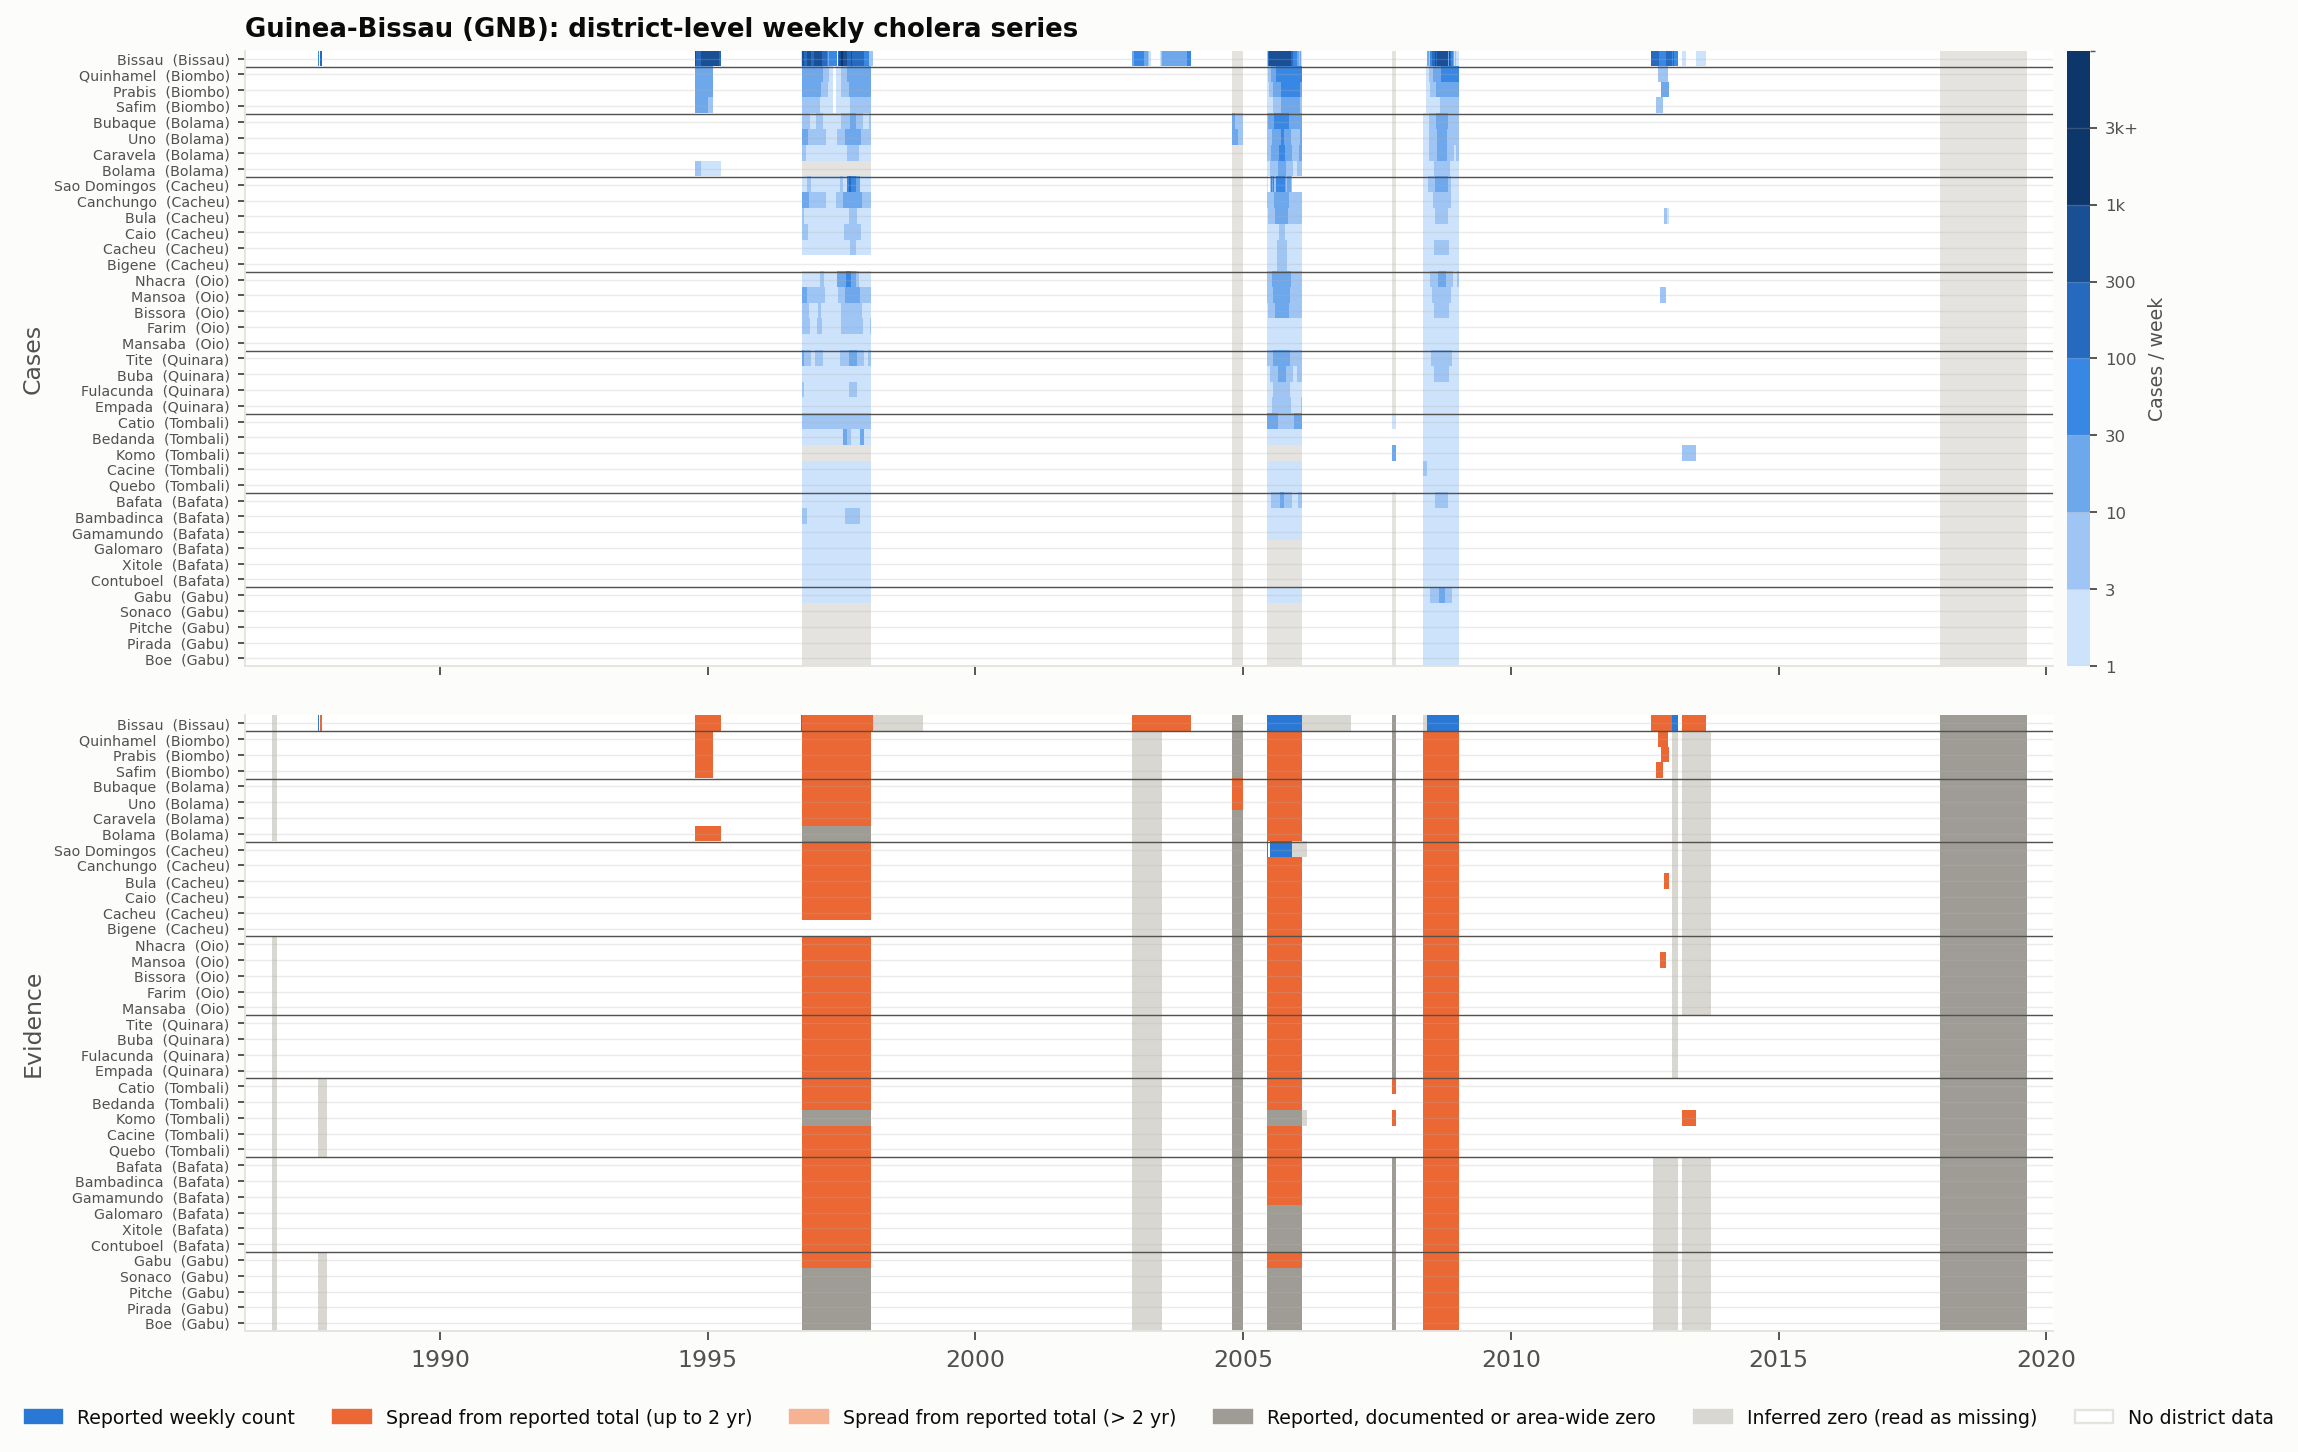 Guinea-Bissau (GNB): district-level weekly cholera series
Cases
Bissau (Bissau)
Quinhamel (Biombo)
Prabis (Biombo)
Safim (Biombo)
Bubaque (Bolama)
Uno (Bolama)
Caravela (Bolama)
Bolama (Bolama)
Sao Domingos (Cacheu)
Canchungo (Cacheu)
Bula (Cacheu)
Caio (Cacheu)
Cacheu (Cacheu)
Bigene (Cacheu)
Nhacra (Oio)
Mansoa (Oio)
Bissora (Oio)
Farim (Oio)
Mansaba (Oio)
Tite (Quinara)
Buba (Quinara)
Fulacunda (Quinara)
Empada (Quinara)
Catio (Tombali)
Bedanda (Tombali)
Komo (Tombali)
Cacine (Tombali)
Quebo (Tombali)
Bafata (Bafata)
Bambadinca (Bafata)
Gamamundo (Bafata)
Galomaro (Bafata)
Xitole (Bafata)
Contuboel (Bafata)
Gabu (Gabu)
Sonaco (Gabu)
Pitche (Gabu)
Pirada (Gabu)
Boe (Gabu)
3k+
1k
300
100
30
10
3
1
Cases / week
Evidence
Bissau (Bissau)
Quinhamel (Biombo)
Prabis (Biombo)
Safim (Biombo)
Bubaque (Bolama)
Uno (Bolama)
Caravela (Bolama)
Bolama (Bolama)
Sao Domingos (Cacheu)
Canchungo (Cacheu)
Bula (Cacheu)
Caio (Cacheu)
Cacheu (Cacheu)
Bigene (Cacheu)
Nhacra (Oio)
Mansoa (Oio)
Bissora (Oio)
Farim (Oio)
Mansaba (Oio)
Tite (Quinara)
Buba (Quinara)
Fulacunda (Quinara)
Empada (Quinara)
Catio (Tombali)
Bedanda (Tombali)
Komo (Tombali)
Cacine (Tombali)
Quebo (Tombali)
Bafata (Bafata)
Bambadinca (Bafata)
Gamamundo (Bafata)
Galomaro (Bafata)
Xitole (Bafata)
Contuboel (Bafata)
Gabu (Gabu)
Sonaco (Gabu)
Pitche (Gabu)
Pirada (Gabu)
Boe (Gabu)
1990 1995 2000 2005 2010 2015 2020
Reported weekly count Spread from reported total (up to 2 yr) Spread from reported total (> 2 yr) Reported, documented or area-wide zero Inferred zero (read as missing) No district data